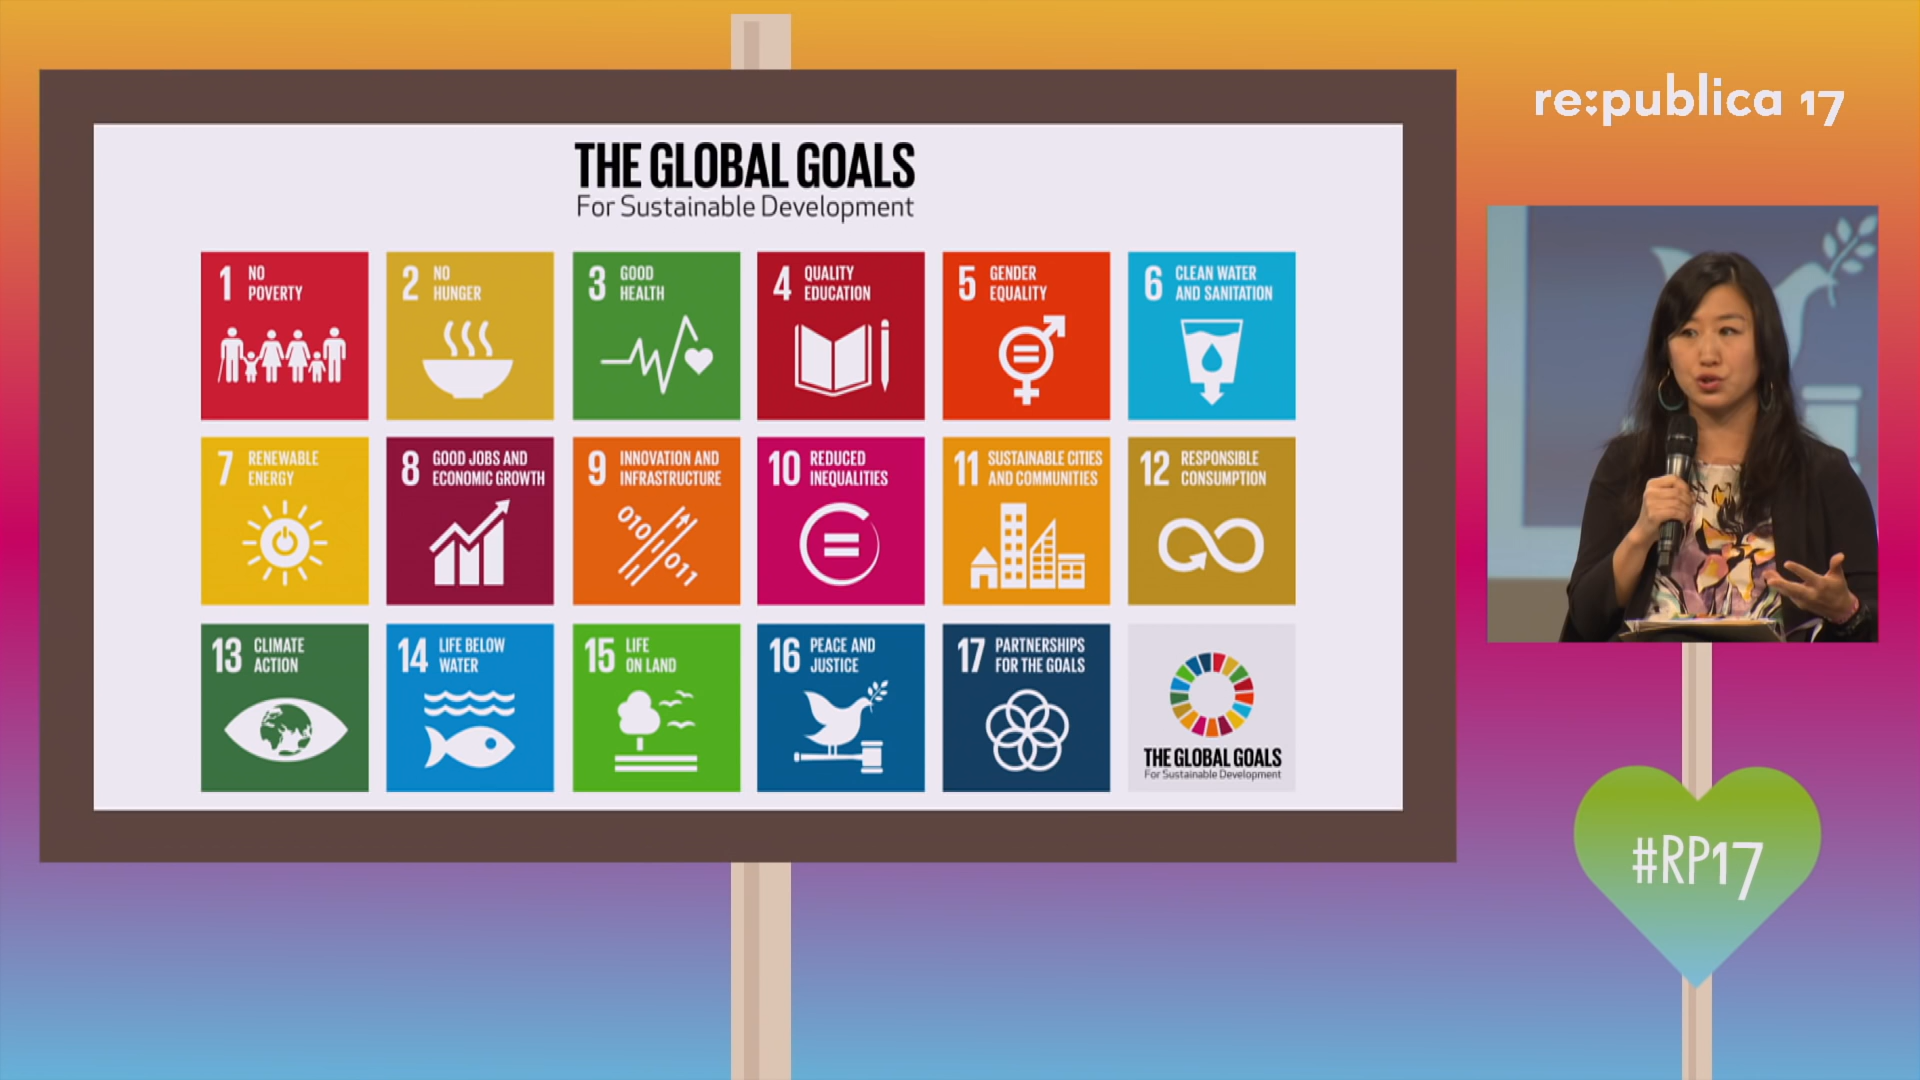 re:publica 17
THE GLOBAL GOALS
For Sustainable Development
1 NO
POVERTY
2 NO
HUNGER
3 GOOD
HEALTH
4 QUALITY
EDUCATION
5 GENDER
EQUALITY
6 CLEAN WATER
AND SANITATION
7 RENEWABLE
ENERGY
8 GOOD JOBS AND
ECONOMIC GROWTH
9 INNOVATION AND
INFRASTRUCTURE
010
011
10 REDUCED
INEQUALITIES
11 SUSTAINABLE CITIES
AND COMMUNITIES
12 RESPONSIBLE
CONSUMPTION
13 CLIMATE
ACTION
14 LIFE BELOW
WATER
15 LIFE
ON LAND
16 PEACE AND
JUSTICE
17 PARTNERSHIPS
FOR THE GOALS
THE GLOBAL GOALS
For Sustainable Development
#RP17